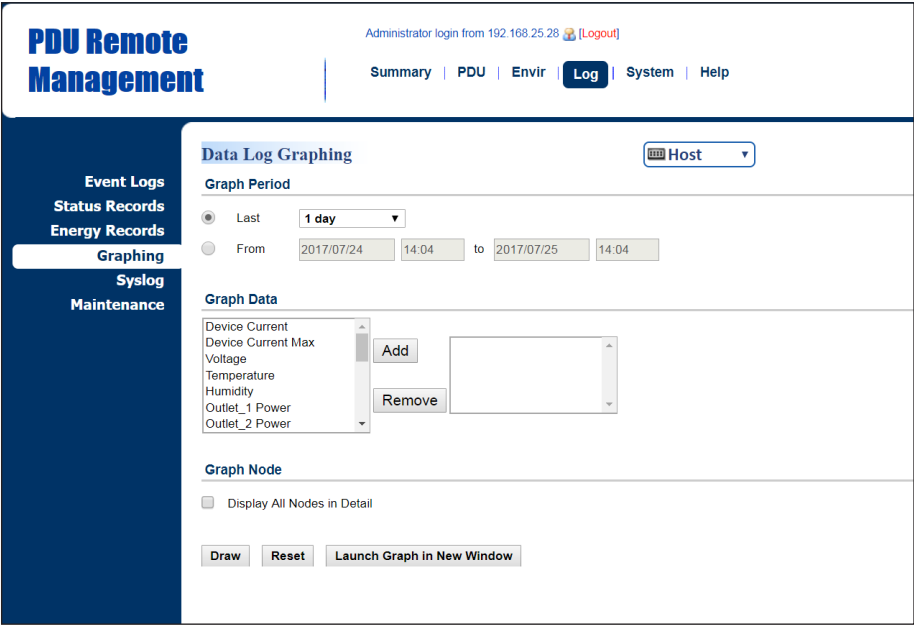 PDU Remote
Management
Administrator login from 192.168.25.28 [Logout]
Summary | PDU | Envir | Log | System | Help
Event Logs
Status Records
Energy Records
Graphing
Syslog
Maintenance
Data Log Graphing
Host
Graph Period
Last 1 day
From 2017/07/24 14:04 to 2017/07/25 14:04
Graph Data
Device Current
Device Current Max
Voltage
Temperature
Humidity
Outlet_1 Power
Outlet_2 Power
Add
Remove
Graph Node
Display All Nodes in Detail
Draw Reset Launch Graph in New Window